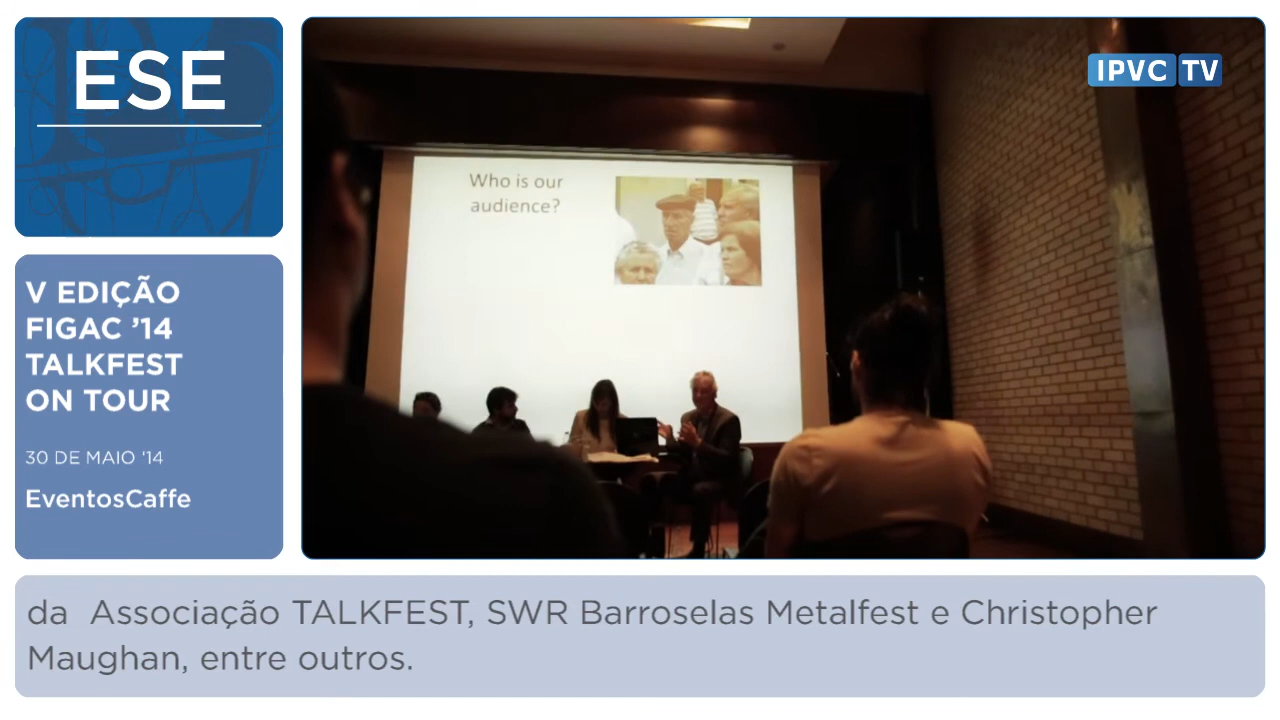 ESE
V EDIÇÃO
FIGAC ’14
TALKFEST
ON TOUR
30 DE MAIO ‘14
EventosCaffe
IPVC TV
Who is our
audience?
da Associação TALKFEST, SWR Barroselas Metalfest e Christopher
Maughan, entre outros.